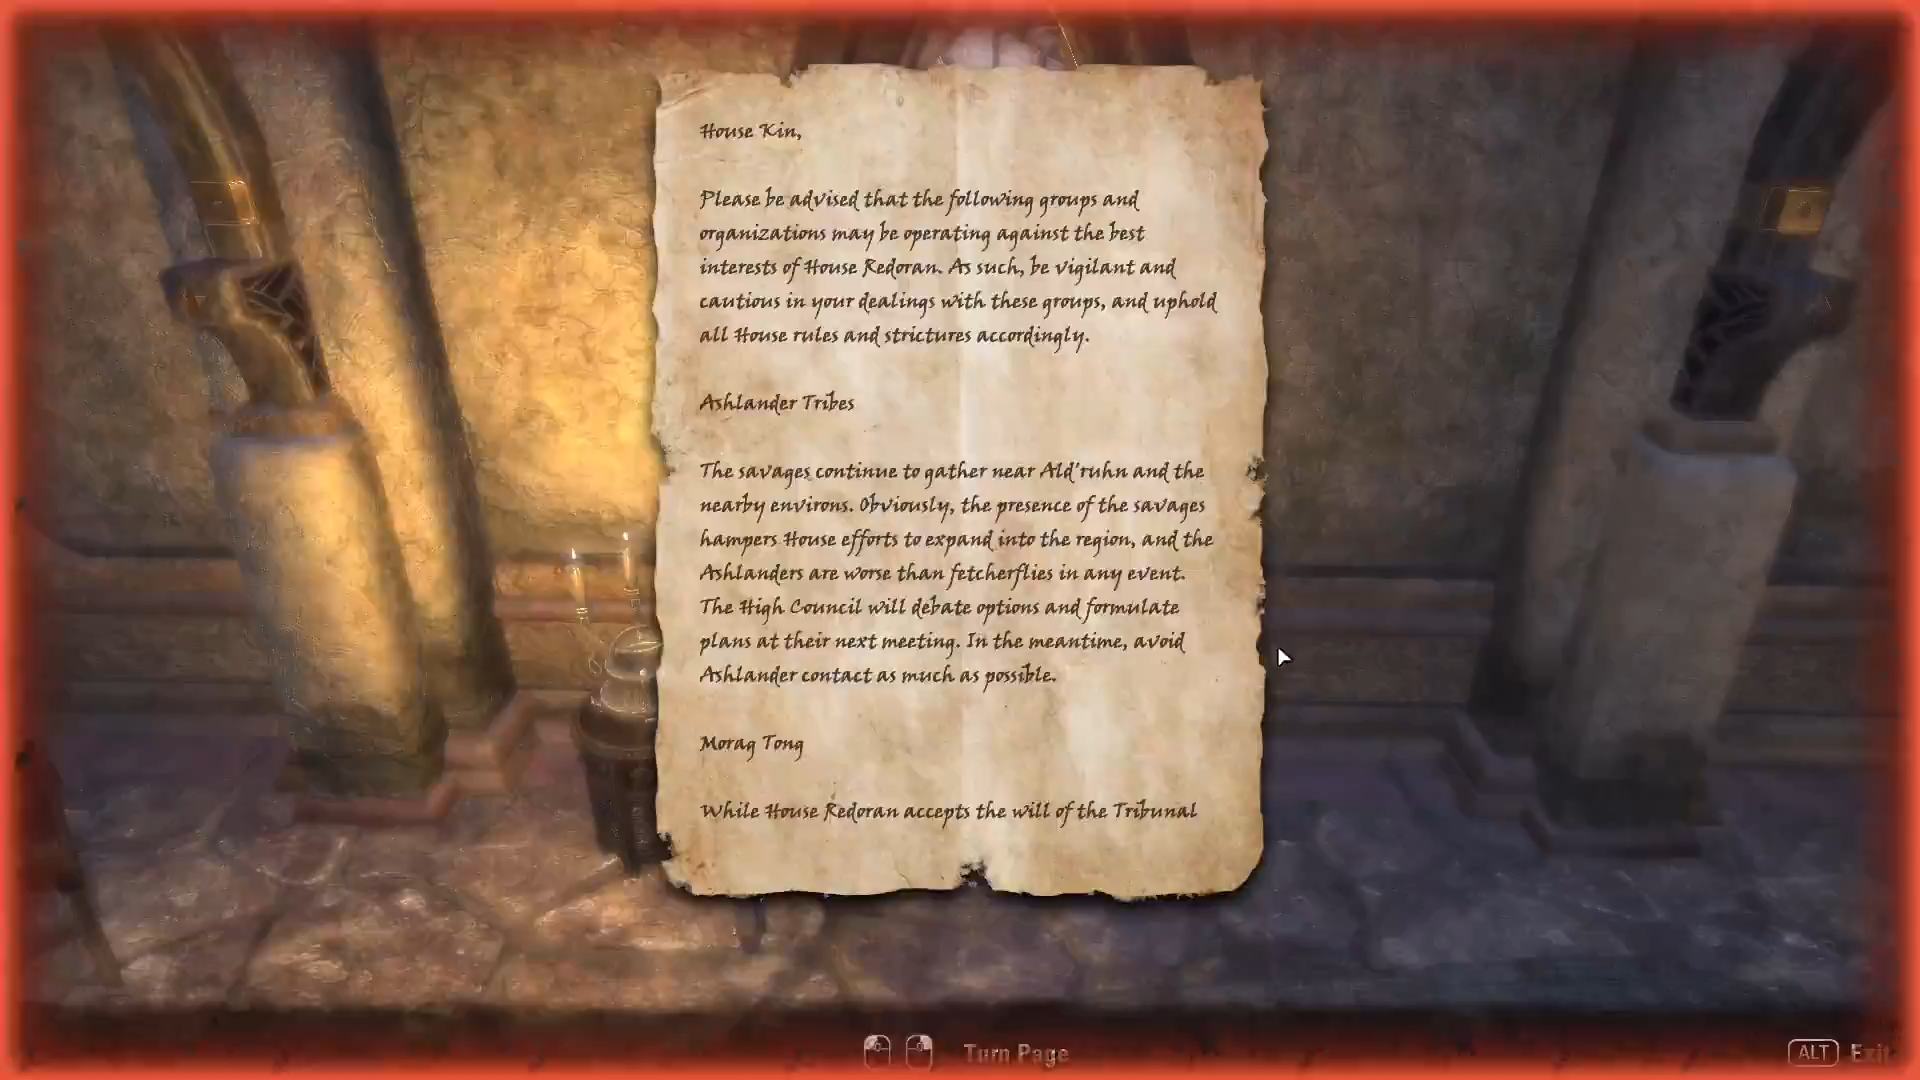 House Kin,
Please be advised that the following groups and
organizations may be operating against the best
interests of House Redoran. As such, be vigilant and
cautious in your dealings with these groups, and uphold
all House rules and strictures accordingly.
Ashlander Tribes
The savages continue to gather near Ald'ruhn and the
nearby environs. Obviously, the presence of the savages
hampers House efforts to expand into the region, and the
Ashlanders are worse than fetcherflies in any event.
The High Council will debate options and formulate
plans at their next meeting. In the meantime, avoid
Ashlander contact as much as possible.
Morag Tong
While House Redoran accepts the will of the Tribunal
Turn Page
ALT Exit